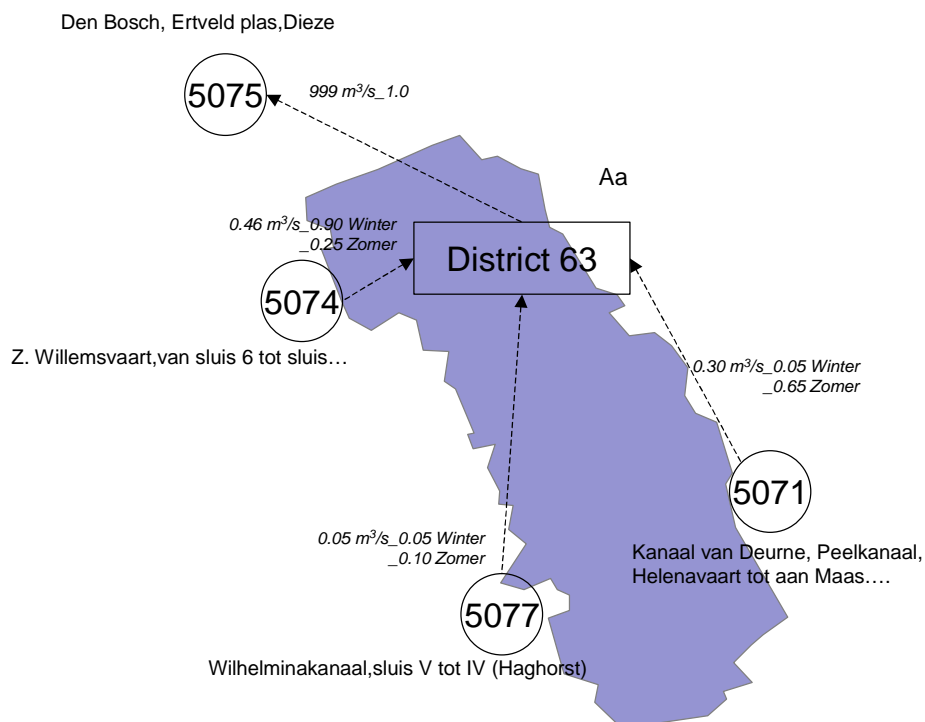 Den Bosch, Ertveld plas,Dieze
5075
999 m³/s_1.0
Aa
0.46 m³/s_0.90 Winter
_0.25 Zomer
District 63
5074
Z. Willemsvaart,van sluis 6 tot sluis…
0.30 m³/s_0.05 Winter
_0.65 Zomer
5071
0.05 m³/s_0.05 Winter
_0.10 Zomer
Kanaal van Deurne, Peelkanaal,
Helenavaart tot aan Maas….
5077
Wilhelminakanaal,sluis V tot IV (Haghorst)